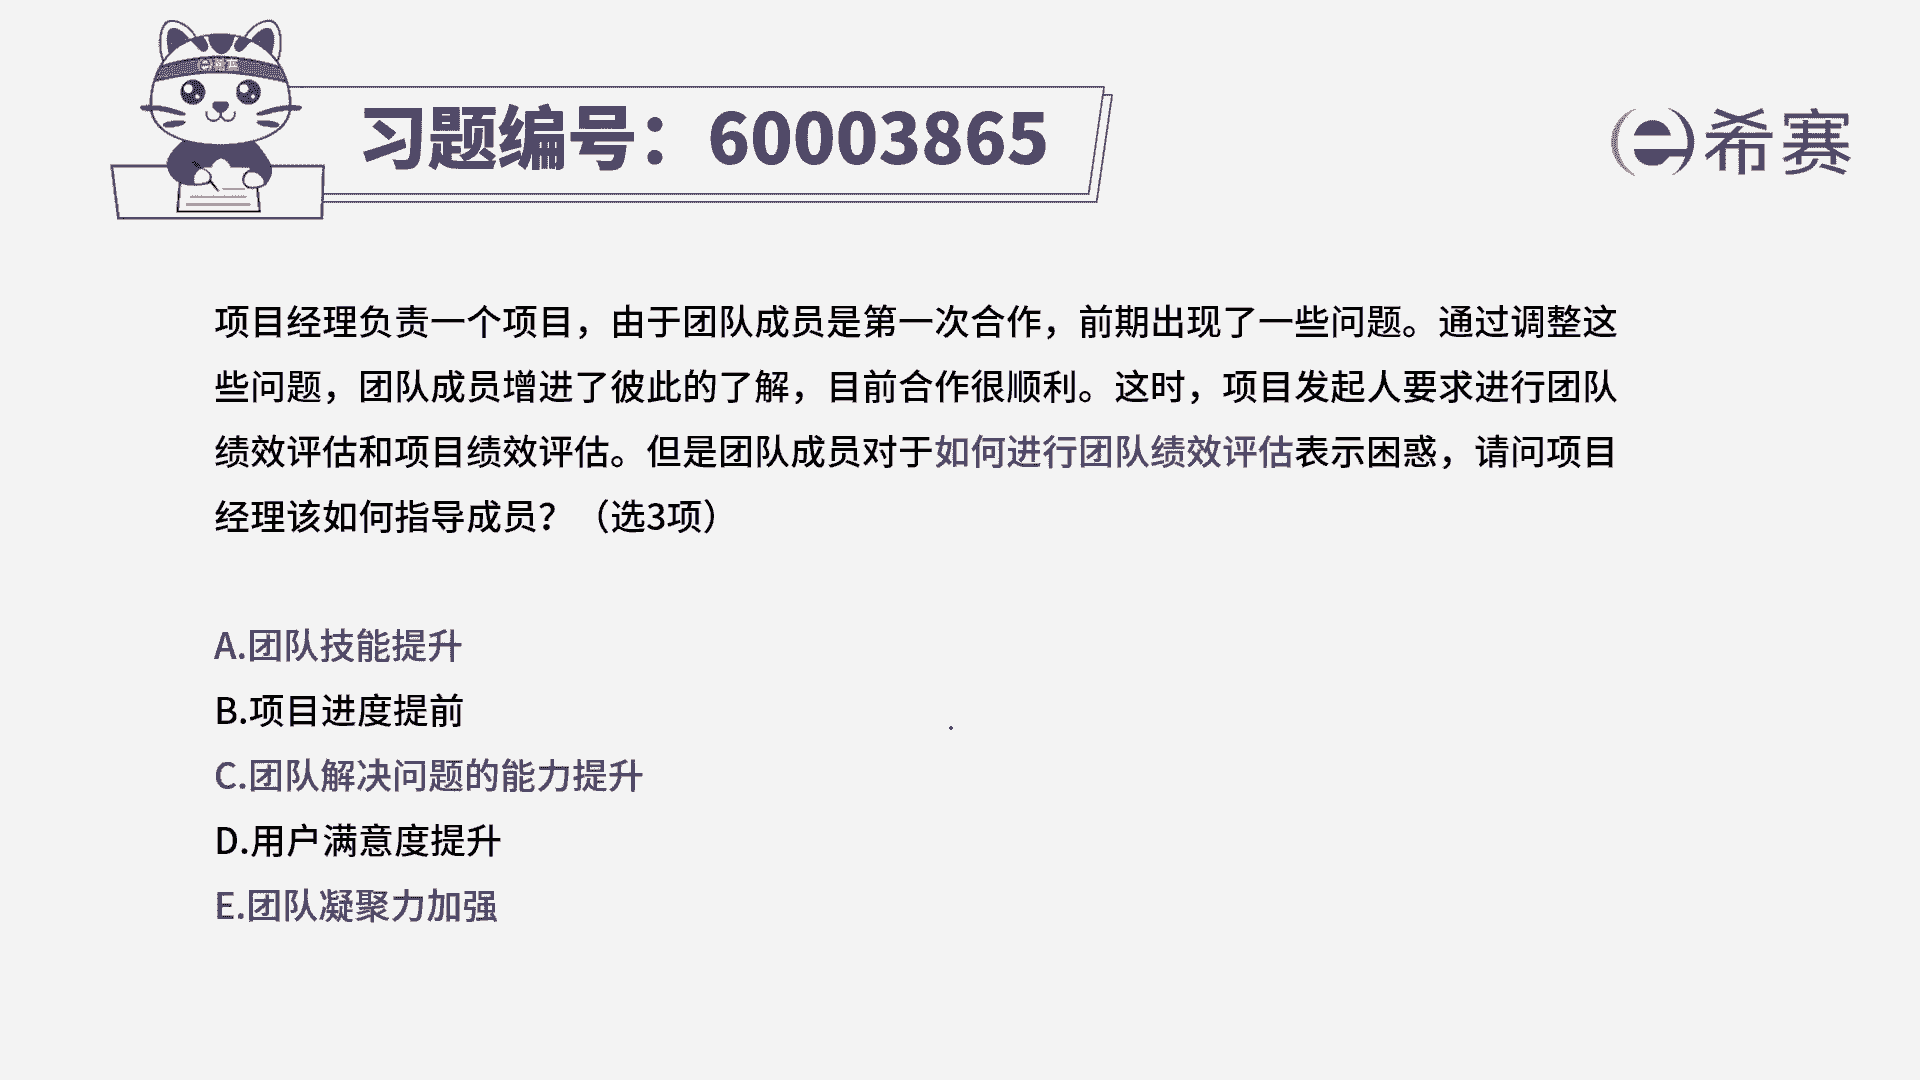 希赛
习题编号：60003865
希赛
项目经理负责一个项目，由于团队成员是第一次合作，前期出现了一些问题。通过调整这
些问题，团队成员增进了彼此的了解，目前合作很顺利。这时，项目发起人要求进行团队
绩效评估和项目绩效评估。但是团队成员对于如何进行团队绩效评估表示困惑，请问项目
经理该如何指导成员？（选3项）
A.团队技能提升
B.项目进度提前
C.团队解决问题的能力提升
D.用户满意度提升
E.团队凝聚力加强